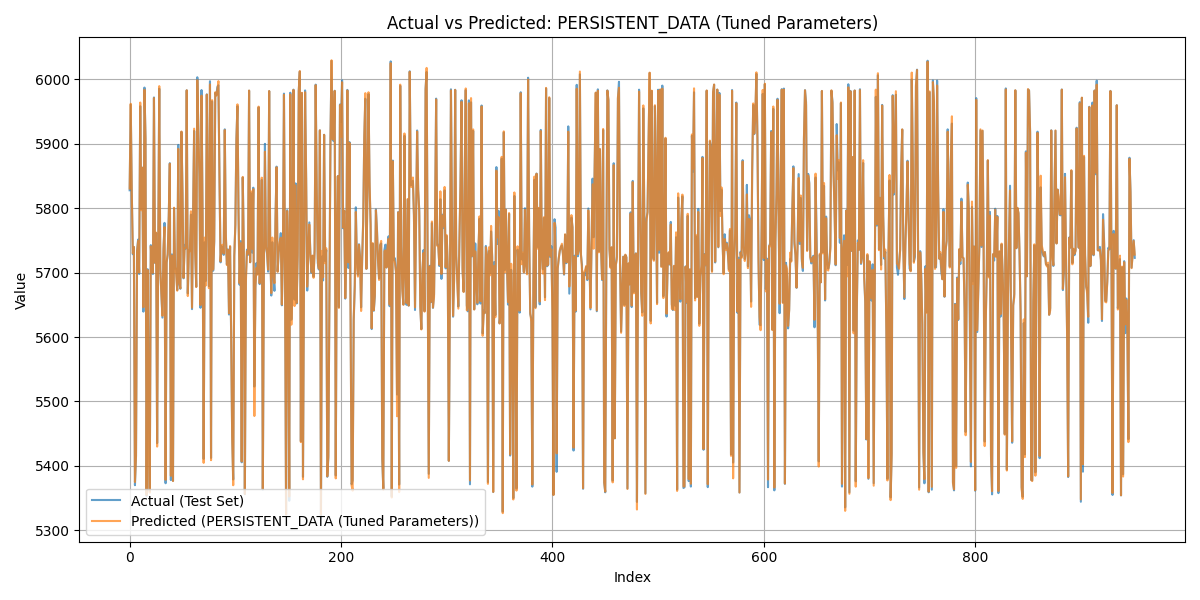 Actual vs Predicted: PERSISTENT_DATA (Tuned Parameters)
Value
6000
5900
5800
5700
5600
5500
5400
5300
Actual (Test Set)
Predicted (PERSISTENT_DATA (Tuned Parameters))
0
200
400
600
800
Index